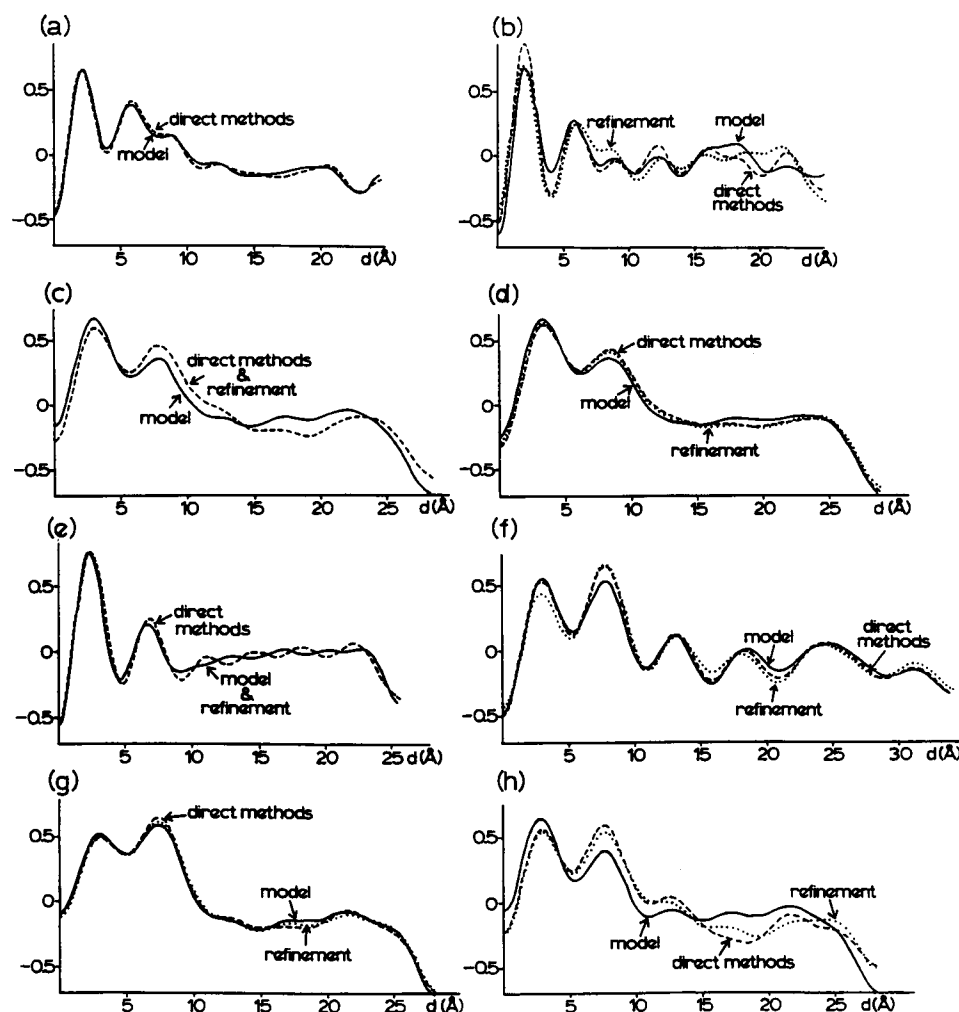 (a)
0.5
0
−0.5
direct methods
model
5 10 15 20 d(Å)
(b)
0.5
0
−0.5
refinement
model
direct
methods
5 10 15 20 d(Å)
(c)
0.5
0
−0.5
direct methods
&
refinement
model
5 10 15 20 25 d(Å)
(d)
0.5
0
−0.5
direct methods
model
refinement
5 10 15 20 25 d(Å)
(e)
0.5
0
−0.5
direct
methods
model
&
refinement
5 10 15 20 25 d(Å)
(f)
0.5
0
−0.5
model
direct
methods
refinement
5 10 15 20 25 30 d(Å)
(g)
0.5
0
−0.5
direct methods
model
refinement
5 10 15 20 25 d(Å)
(h)
0.5
0
−0.5
refinement
model
direct methods
5 10 15 20 25 d(Å)